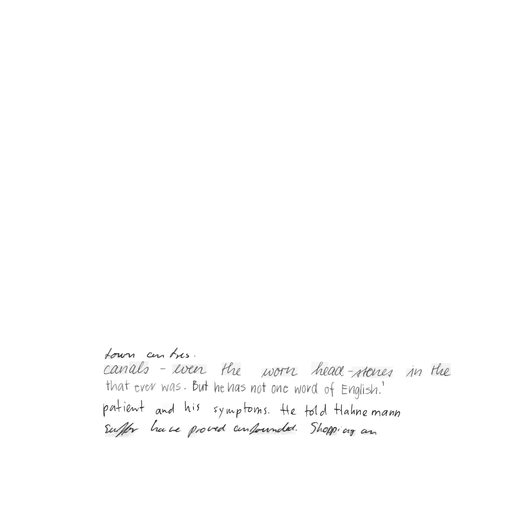 town centres.
canals - even the worn head-stones in the
that ever was. But he has not one word of English.'
patient and his symptoms. He told Hahnemann
suffer have proved unfounded. Shopping on